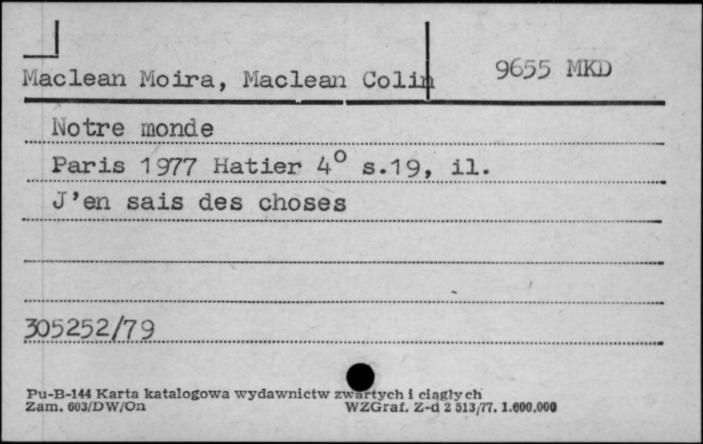 Maclean Moira, Maclean Colin 9655 MKD
Notre monde
Paris 1977 Hatier 4° s.19, il.
J'en sais des choses
305252/79
Pu-B-144 Karta katalogowa wydawnictw zwartych i ciągłych
Zam. 603/DW/On WZGraf. Z-d 2 513/77. 1.600.000